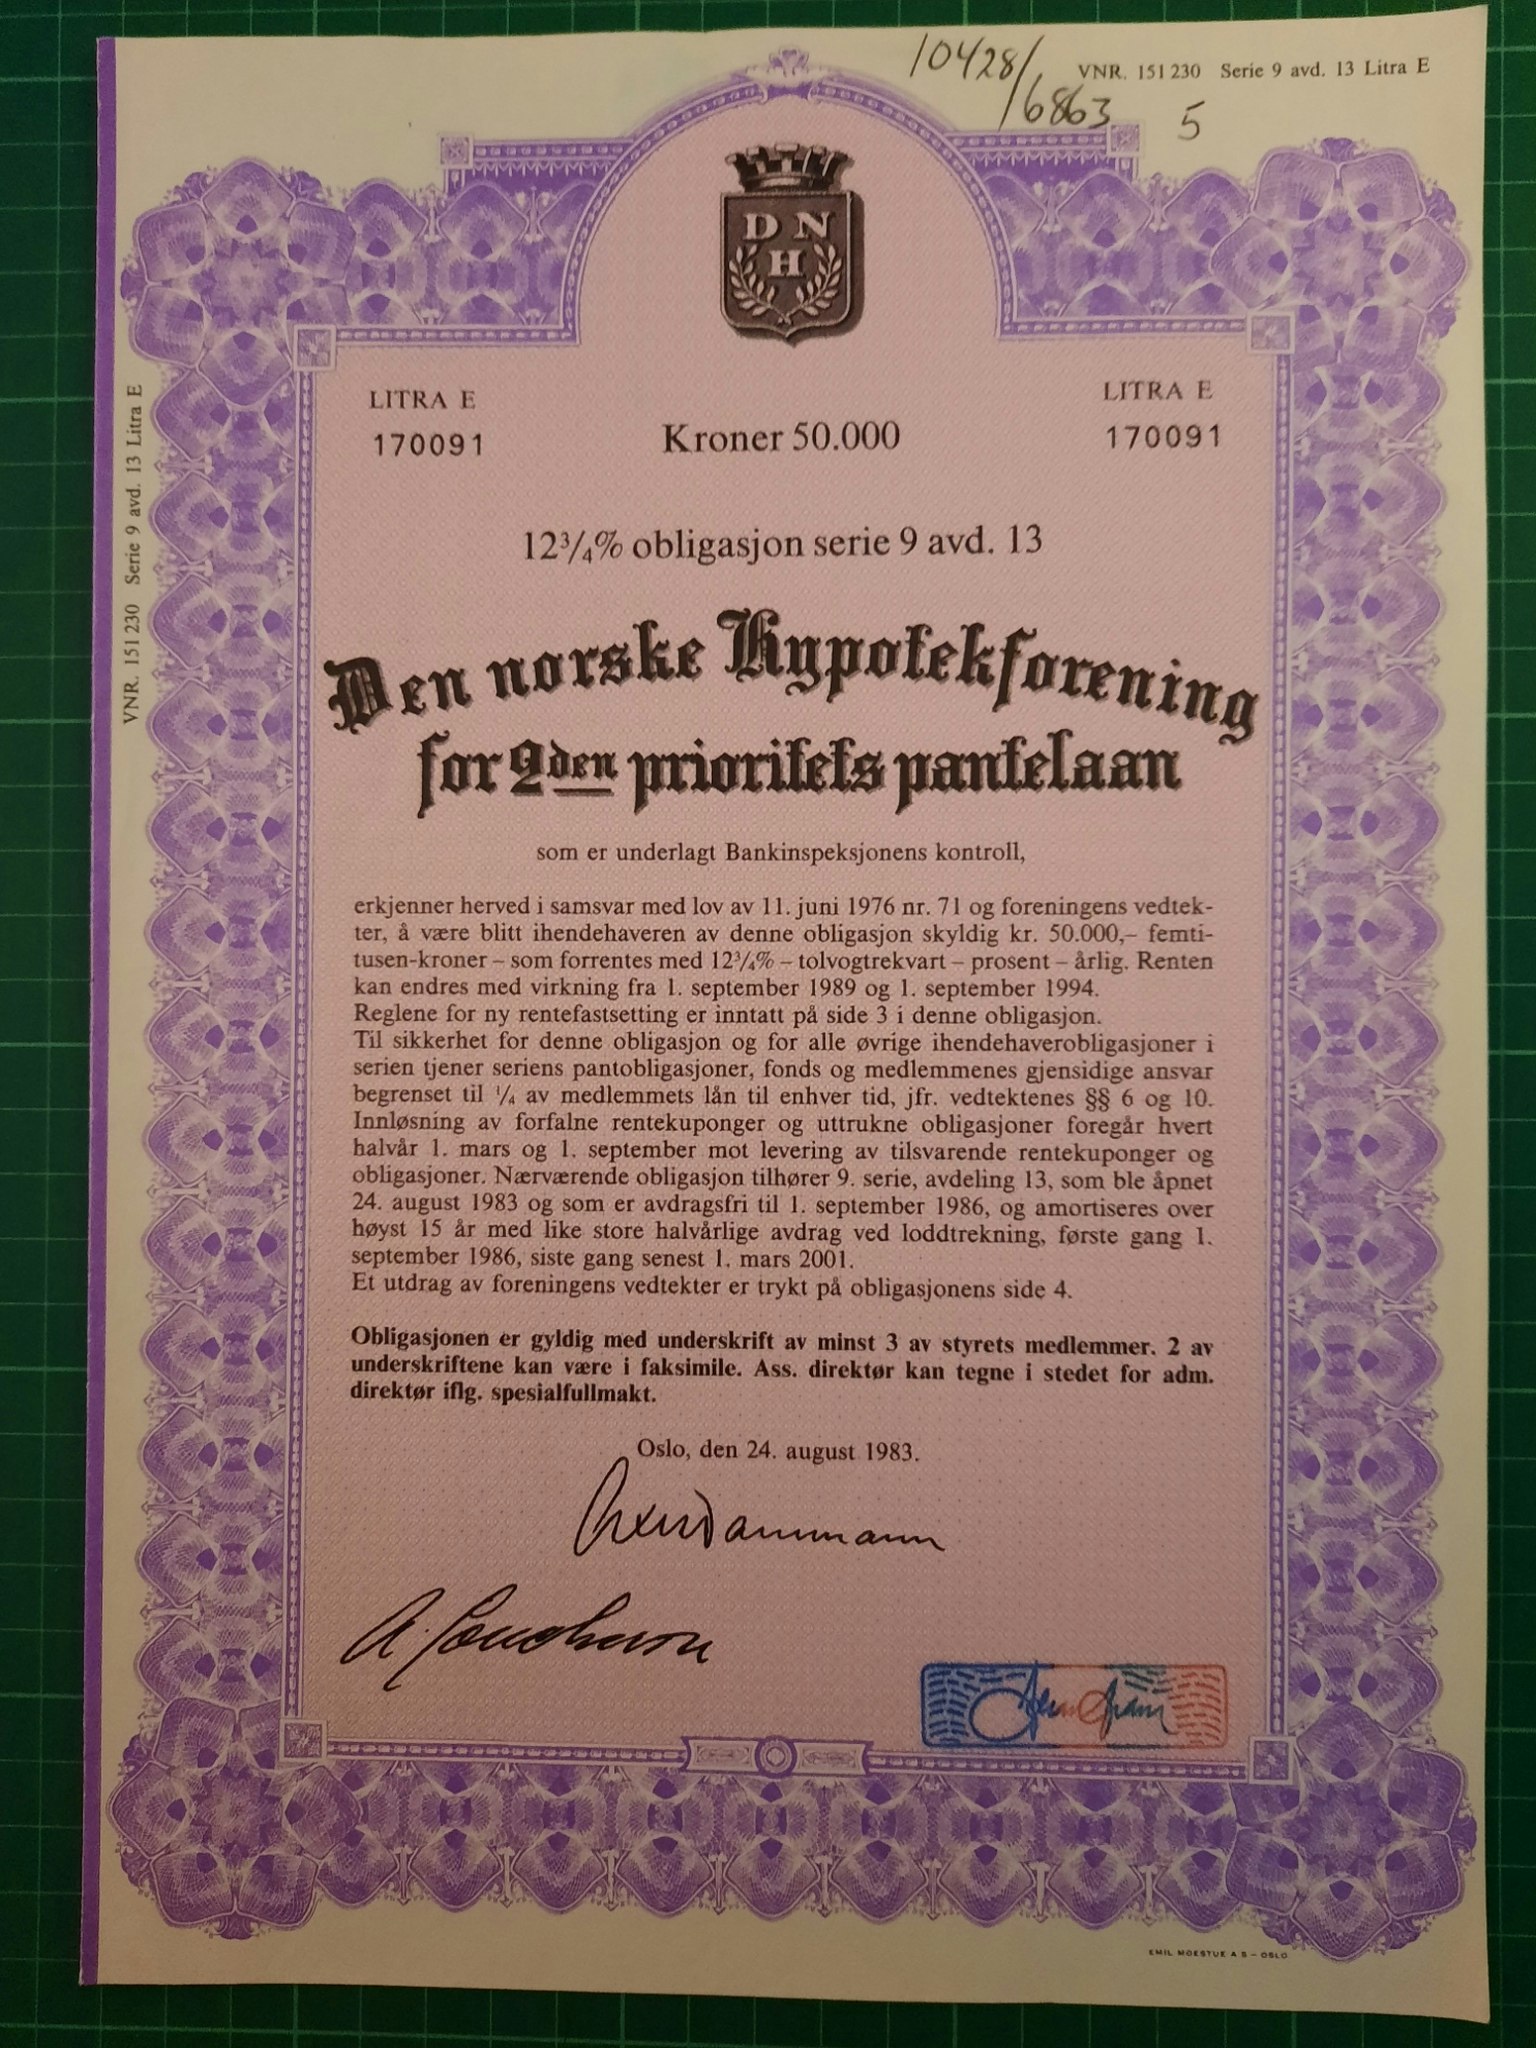 10428/
16863
5
VNR. 151 230 Serie 9 avd. 13 Litra E
VNR. 151 230 Serie 9 avd. 13 Litra E
D N
H
LITRA E
170091
LITRA E
170091
Kroner 50.000
12¾% obligasjon serie 9 avd. 13
Den norske Hypotekforening
for 2den prioritets pantelaan
som er underlagt Bankinspeksjonens kontroll,
erkjenner herved i samsvar med lov av 11. juni 1976 nr. 71 og foreningens vedtek-
ter, å være blitt ihendehaveren av denne obligasjon skyldig kr. 50.000,– femti-
tusen-kroner – som forrentes med 12¾% – tolvogtrekvart – prosent – årlig. Renten
kan endres med virkning fra 1. september 1989 og 1. september 1994.
Reglene for ny rentefastsetting er inntatt på side 3 i denne obligasjon.
Til sikkerhet for denne obligasjon og for alle øvrige ihendehaverobligasjoner i
serien tjener seriens pantobligasjoner, fonds og medlemmenes gjensidige ansvar
begrenset til ¼ av medlemmets lån til enhver tid, jfr. vedtektenes §§ 6 og 10.
Innløsning av forfalne rentekuponger og uttrukne obligasjoner foregår hvert
halvår 1. mars og 1. september mot levering av tilsvarende rentekuponger og
obligasjoner. Nærværende obligasjon tilhører 9. serie, avdeling 13, som ble åpnet
24. august 1983 og som er avdragsfri til 1. september 1986, og amortiseres over
høyst 15 år med like store halvårlige avdrag ved loddtrekning, første gang 1.
september 1986, siste gang senest 1. mars 2001.
Et utdrag av foreningens vedtekter er trykt på obligasjonens side 4.
Obligasjonen er gyldig med underskrift av minst 3 av styrets medlemmer. 2 av
underskriftene kan være i faksimile. Ass. direktør kan tegne i stedet for adm.
direktør iflg. spesialfullmakt.
Oslo, den 24. august 1983.
EMIL MOESTUE A S – OSLO